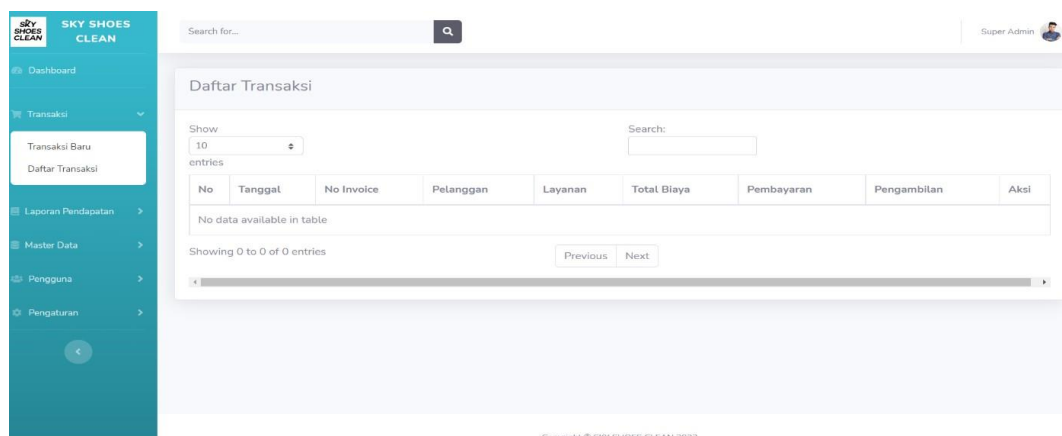 SKY
SHOES
CLEAN
SKY SHOES
CLEAN
Search for...
Super Admin
Dashboard
Transaksi
Transaksi Baru
Daftar Transaksi
Laporan Pendapatan
Master Data
Pengguna
Pengaturan
Daftar Transaksi
Show
10
entries
Search:
No Tanggal No Invoice Pelanggan Layanan Total Biaya Pembayaran Pengambilan Aksi
No data available in table
Showing 0 to 0 of 0 entries
Previous Next